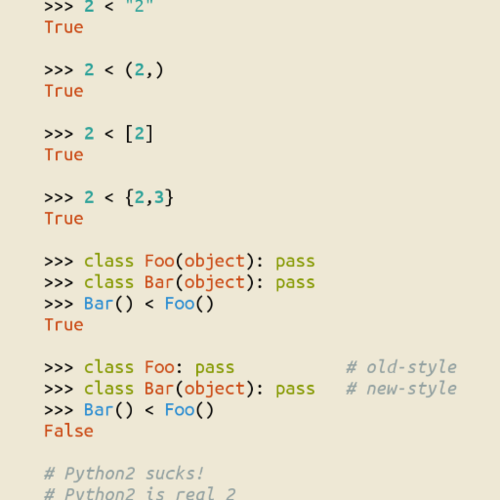 >>> 2 < "2"
True
>>> 2 < (2,)
True
>>> 2 < [2]
True
>>> 2 < {2,3}
True
>>> class Foo(object): pass
>>> class Bar(object): pass
>>> Bar() < Foo()
True
>>> class Foo: pass # old-style
>>> class Bar(object): pass # new-style
>>> Bar() < Foo()
False
# Python2 sucks!
# Python2 is real 2